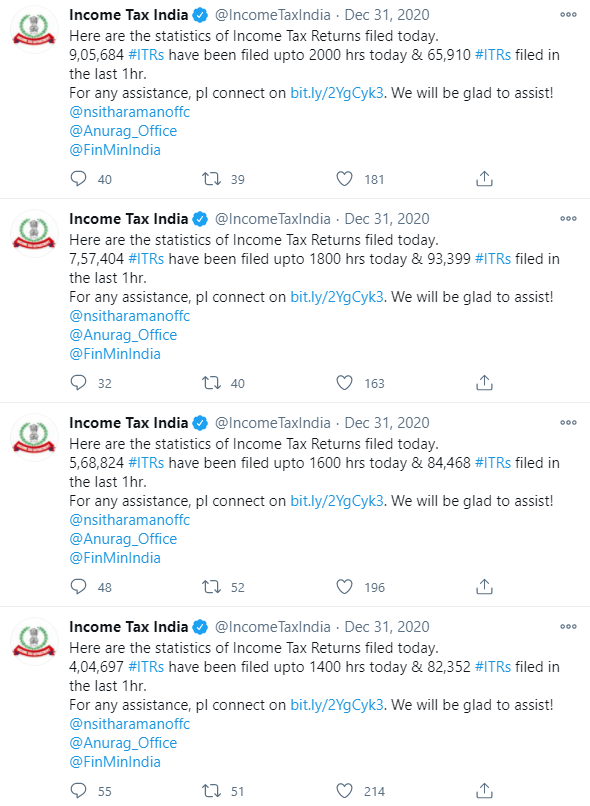 Income Tax India @IncomeTaxIndia · Dec 31, 2020
Here are the statistics of Income Tax Returns filed today.
9,05,684 #ITRs have been filed upto 2000 hrs today & 65,910 #ITRs filed in
the last 1hr.
For any assistance, pl connect on bit.ly/2YgCyk3. We will be glad to assist!
@nsitharamanoffc
@Anurag_Office
@FinMinIndia
40 39 181
Income Tax India @IncomeTaxIndia · Dec 31, 2020
Here are the statistics of Income Tax Returns filed today.
7,57,404 #ITRs have been filed upto 1800 hrs today & 93,399 #ITRs filed in
the last 1hr.
For any assistance, pl connect on bit.ly/2YgCyk3. We will be glad to assist!
@nsitharamanoffc
@Anurag_Office
@FinMinIndia
32 40 163
Income Tax India @IncomeTaxIndia · Dec 31, 2020
Here are the statistics of Income Tax Returns filed today.
5,68,824 #ITRs have been filed upto 1600 hrs today & 84,468 #ITRs filed in
the last 1hr.
For any assistance, pl connect on bit.ly/2YgCyk3. We will be glad to assist!
@nsitharamanoffc
@Anurag_Office
@FinMinIndia
48 52 196
Income Tax India @IncomeTaxIndia · Dec 31, 2020
Here are the statistics of Income Tax Returns filed today.
4,04,697 #ITRs have been filed upto 1400 hrs today & 82,352 #ITRs filed in
the last 1hr.
For any assistance, pl connect on bit.ly/2YgCyk3. We will be glad to assist!
@nsitharamanoffc
@Anurag_Office
@FinMinIndia
55 51 214